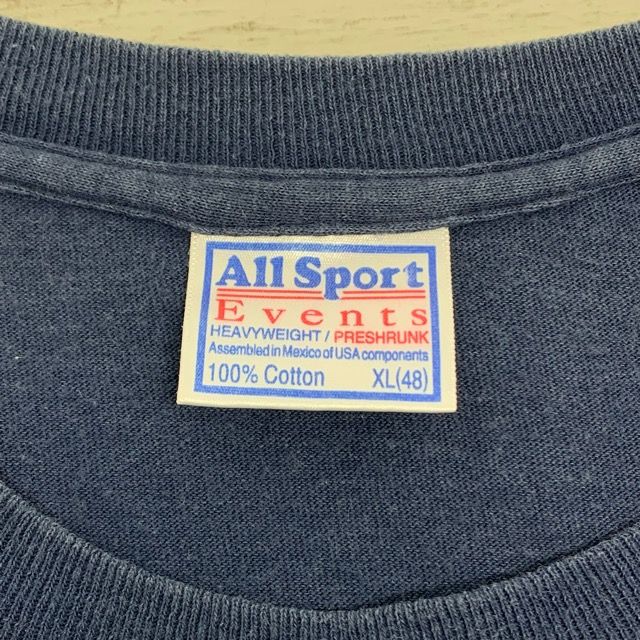 All Sport
Events
HEAVYWEIGHT / PRESHRUNK
Assembled in Mexico of USA components
100% Cotton XL(48)